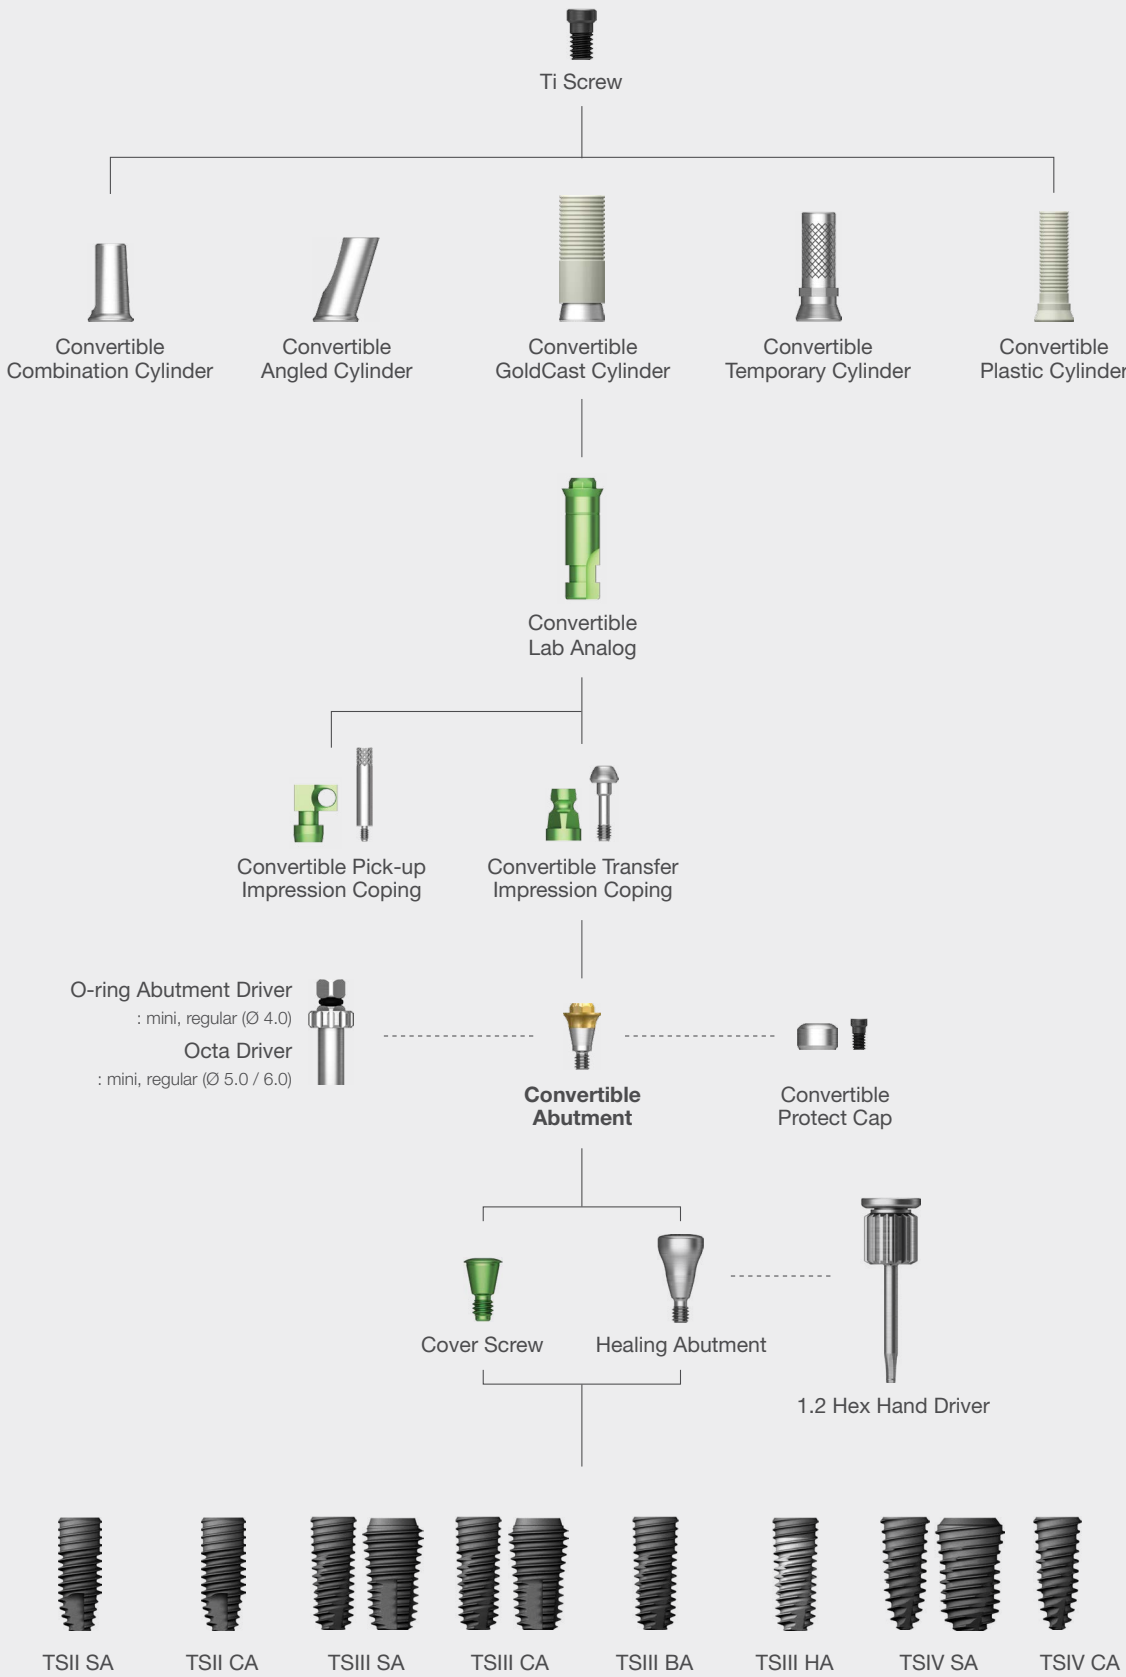 Ti Screw
Convertible
Combination Cylinder
Convertible
Angled Cylinder
Convertible
GoldCast Cylinder
Convertible
Temporary Cylinder
Convertible
Plastic Cylinder
Convertible
Lab Analog
Convertible Pick-up
Impression Coping
Convertible Transfer
Impression Coping
O-ring Abutment Driver
: mini, regular (Ø 4.0)
Octa Driver
: mini, regular (Ø 5.0 / 6.0)
Convertible
Abutment
Convertible
Protect Cap
Cover Screw
Healing Abutment
1.2 Hex Hand Driver
TSII SA
TSII CA
TSIII SA
TSIII CA
TSIII BA
TSIII HA
TSIV SA
TSIV CA